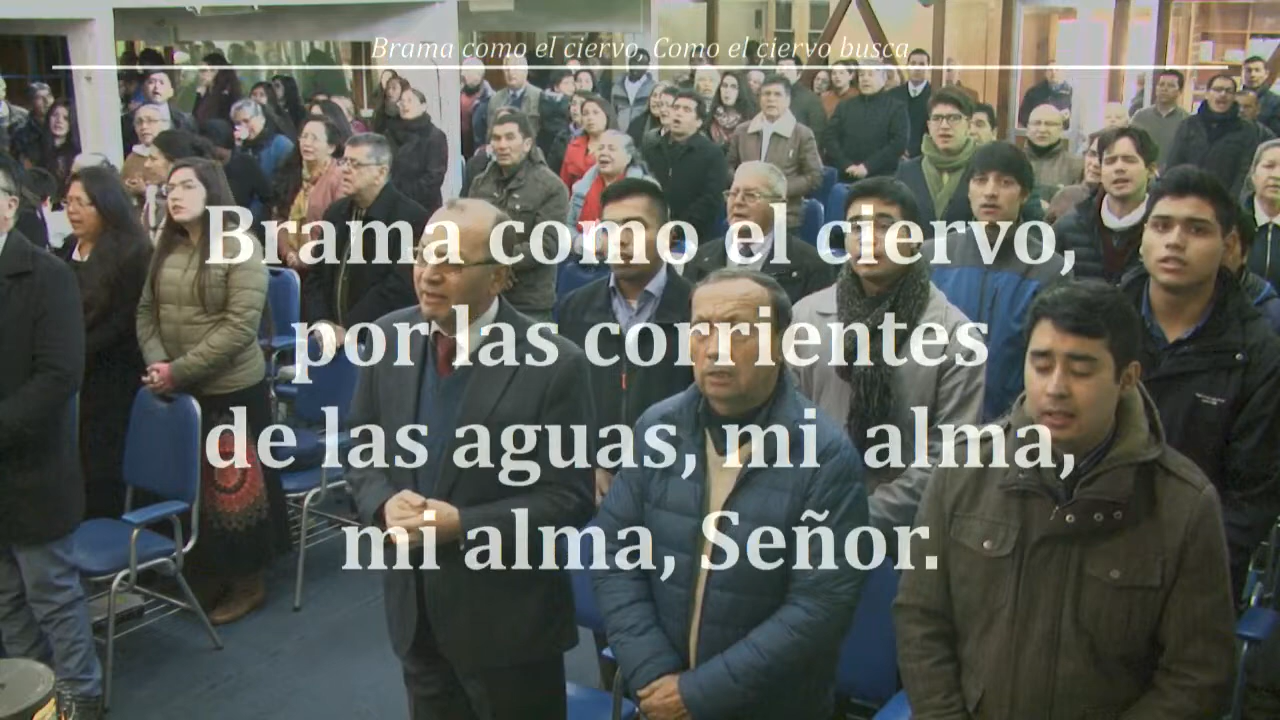 Brama como el ciervo, Como el ciervo busca
Brama como el ciervo,
por las corrientes
de las aguas, mi alma,
mi alma, Señor.